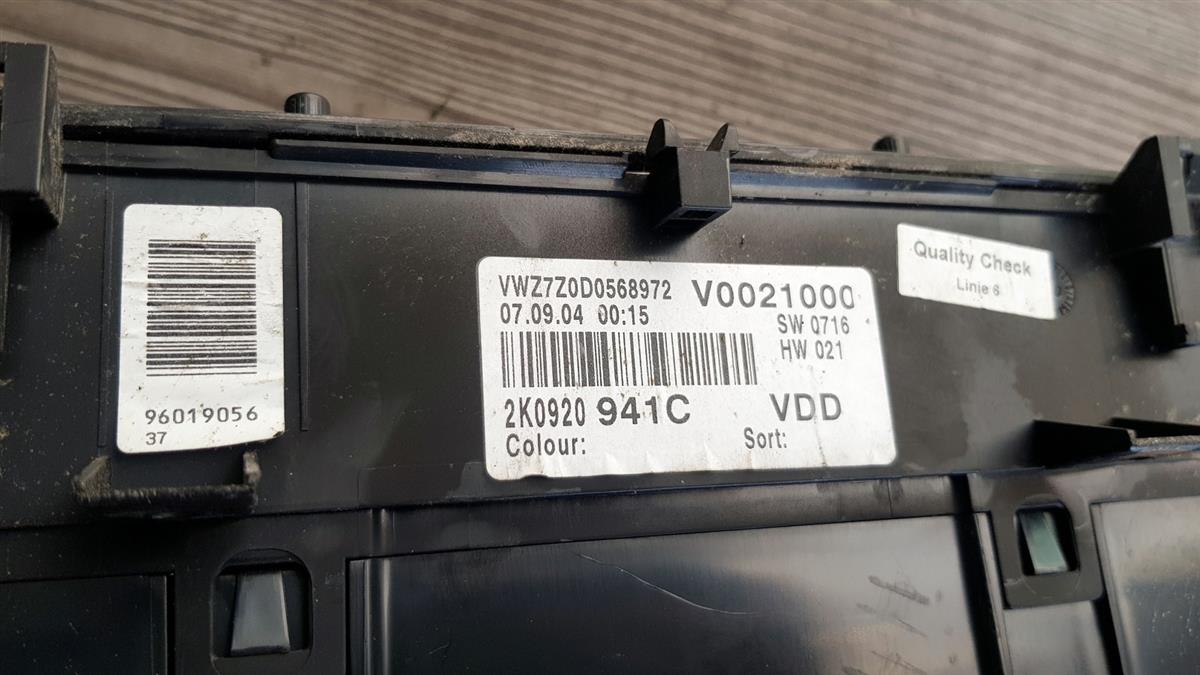 96019056
37
VWZ7Z0D0568972 V0021000
07.09.04 00:15 SW 0716
HW 021
2K0920 941C VDD
Colour: Sort:
Quality Check
Linie 6